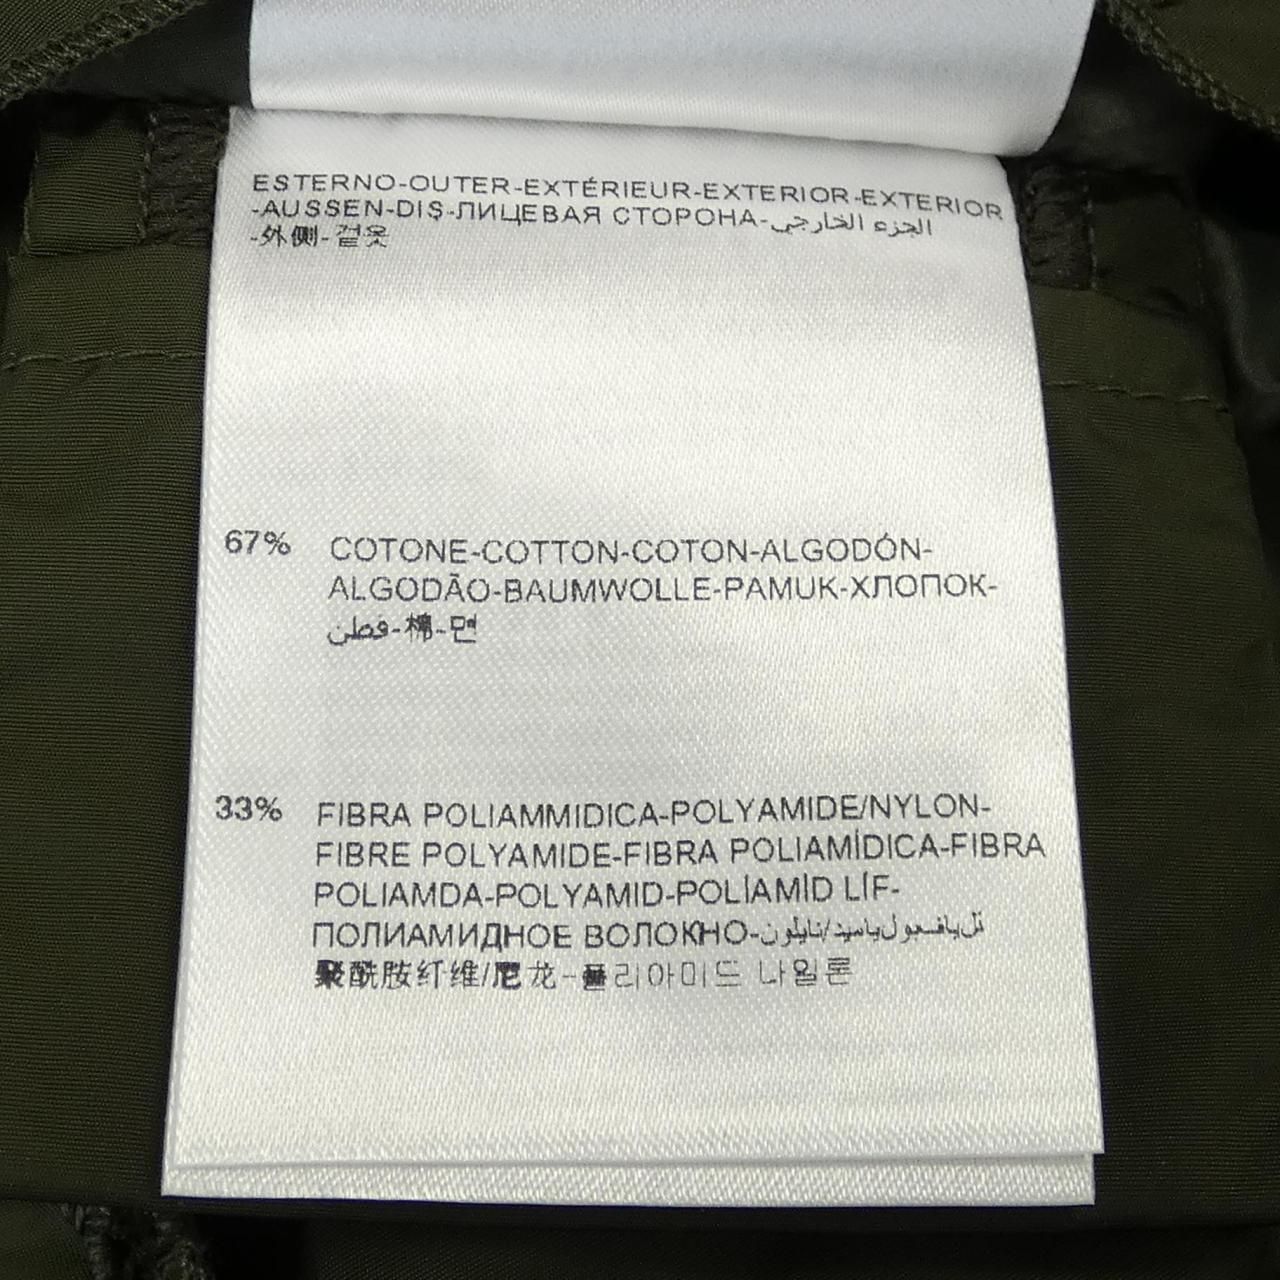 ESTERNO-OUTER-EXTÉRIEUR-EXTERIOR-EXTERIOR
-AUSSEN-DIŞ-ЛИЦЕВАЯ СТОРОНА-الجزء الخارجي
-外侧-겉옷
67% COTONE-COTTON-COTON-ALGODÓN-
ALGODÃO-BAUMWOLLE-PAMUK-ХЛОПОК-
قطن-棉-면
33% FIBRA POLIAMMIDICA-POLYAMIDE/NYLON-
FIBRE POLYAMIDE-FIBRA POLIAMÍDICA-FIBRA
POLIAMDA-POLYAMID-POLİAMİD LİF-
ПОЛИАМИДНОЕ ВОЛОКНО-
聚酰胺纤维/尼龙-폴리아미드 나일론